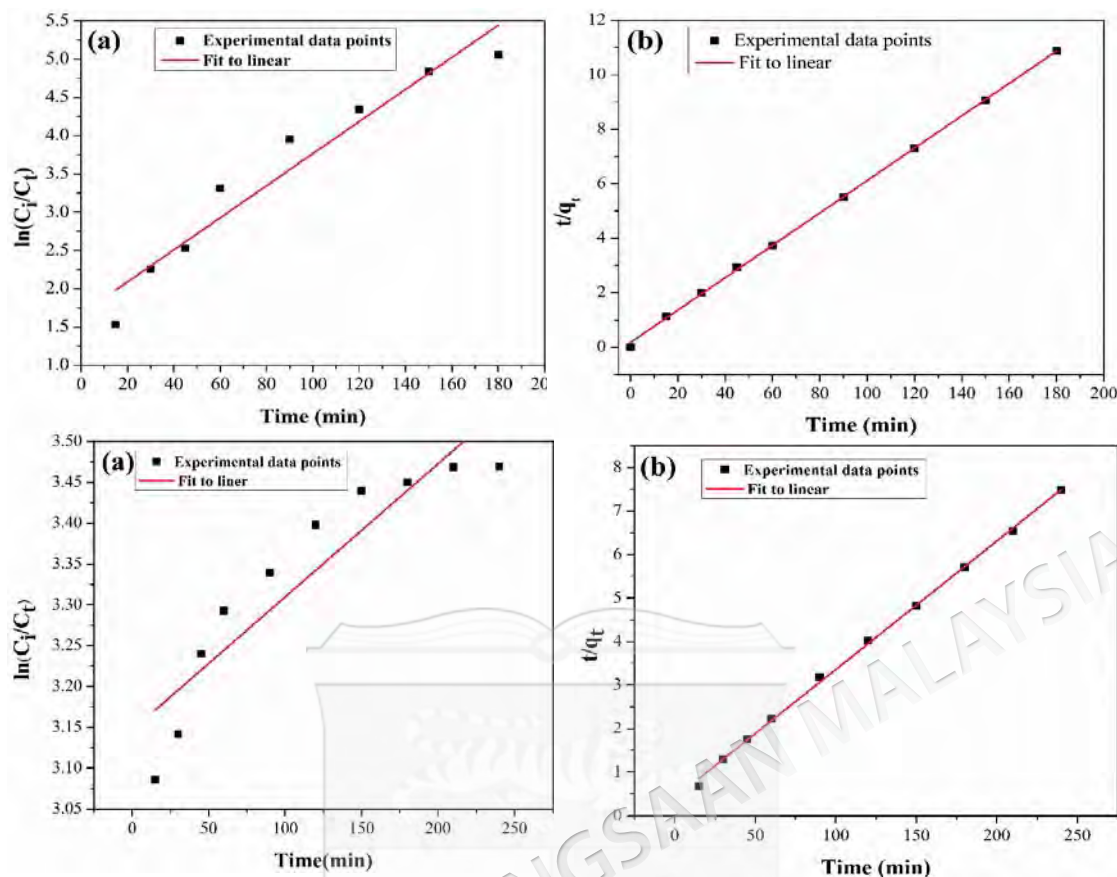 (a)
Experimental data points
Fit to linear
5.5
5.0
4.5
4.0
3.5
3.0
2.5
2.0
1.5
1.0
ln(Ci/Ct)
0 20 40 60 80 100 120 140 160 180 20
Time (min)
(b)
Experimental data points
Fit to linear
12
10
8
6
4
2
0
t/qt
0 20 40 60 80 100 120 140 160 180 200
Time (min)
(a)
Experimental data points
Fit to liner
3.50
3.45
3.40
3.35
3.30
3.25
3.20
3.15
3.10
3.05
ln(Ci/Ct)
0 50 100 150 200 250
Time(min)
(b)
Experimental data points
Fit to linear
8
7
6
5
4
3
2
1
0
t/qt
0 50 100 150 200 250
Time (min)
NGSAAN MALAYSIA